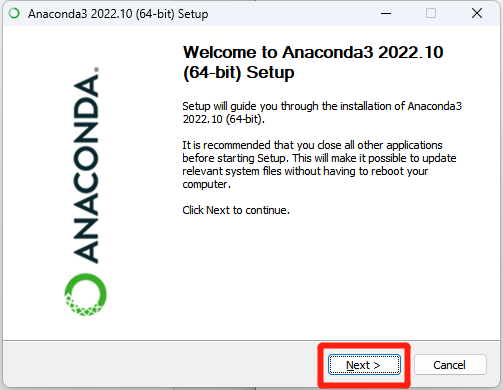 Anaconda3 2022.10 (64-bit) Setup
Welcome to Anaconda3 2022.10
(64-bit) Setup
Setup will guide you through the installation of Anaconda3
2022.10 (64-bit).
It is recommended that you close all other applications
before starting Setup. This will make it possible to update
relevant system files without having to reboot your
computer.
Click Next to continue.
ANACONDA.
Next >
Cancel